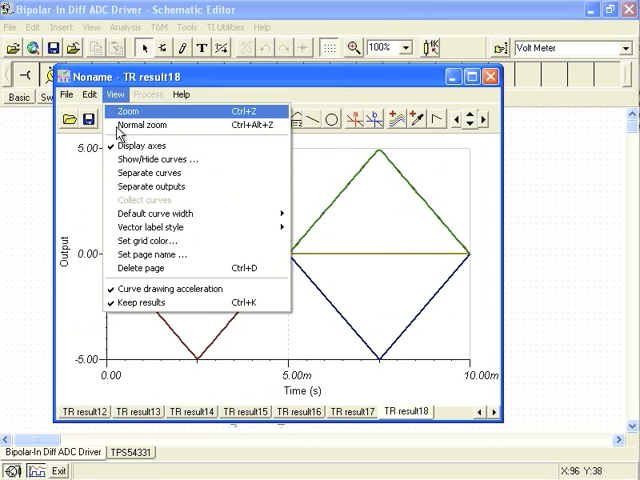 Bipolar-In Diff ADC Driver - Schematic Editor
File Edit Insert View Analysis T&M Tools TI Utilities Help
100% Volt Meter
Basic Sw
Noname - TR result18
File Edit View Process Help
Zoom Ctrl+Z
Normal zoom Ctrl+Alt+Z
Display axes
Show/Hide curves ...
Separate curves
Separate outputs
Collect curves
Default curve width
Vector label style
Set grid color...
Set page name ...
Delete page Ctrl+D
Curve drawing acceleration
Keep results Ctrl+K
T
a b
Output
5.00
0.00
-5.00
0.00 5.00m 10.00m
Time (s)
TR result12 TR result13 TR result14 TR result15 TR result16 TR result17 TR result18
Bipolar-In Diff ADC Driver TPS54331
Exit X:96 Y:38